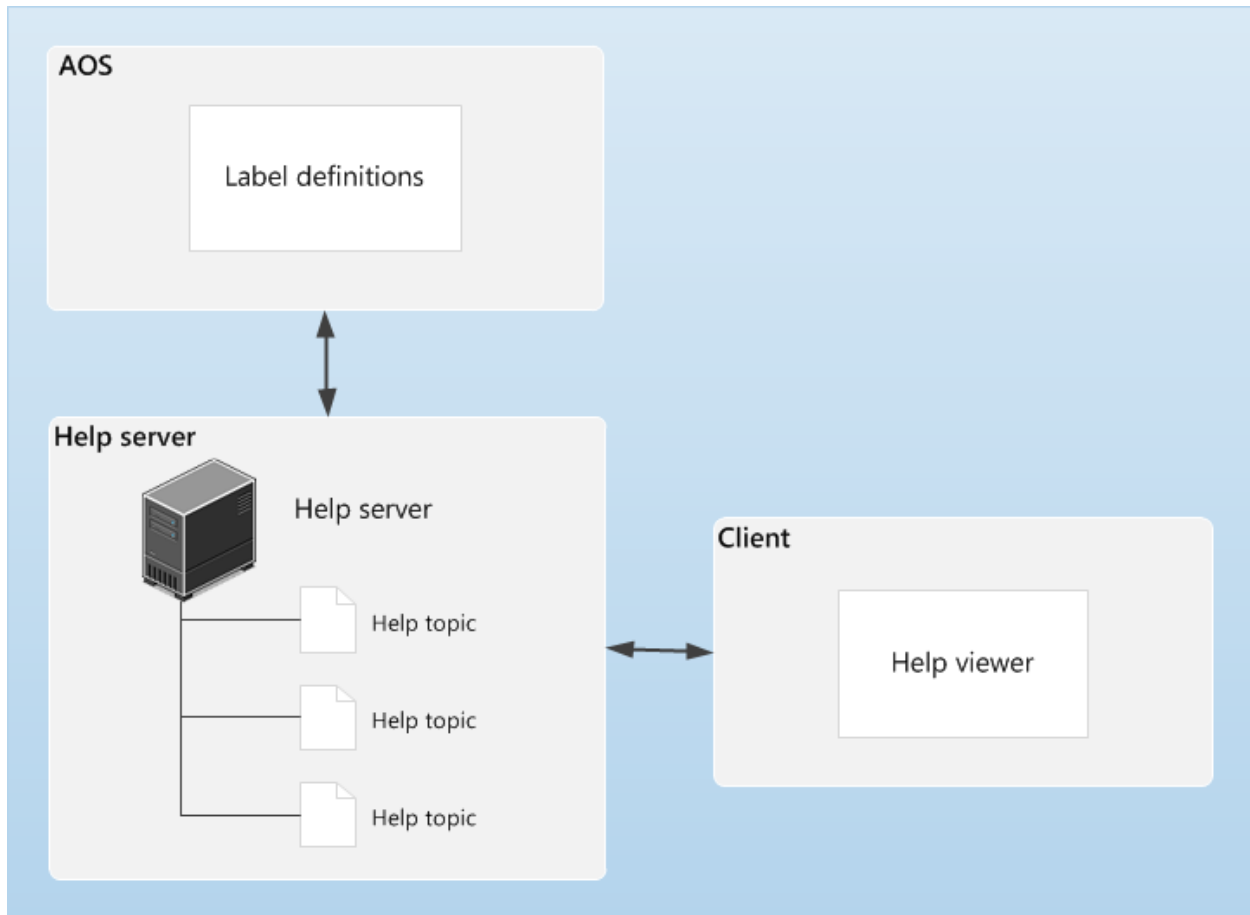 AOS
Label definitions
Help server
Help server
Help topic
Help topic
Help topic
Client
Help viewer